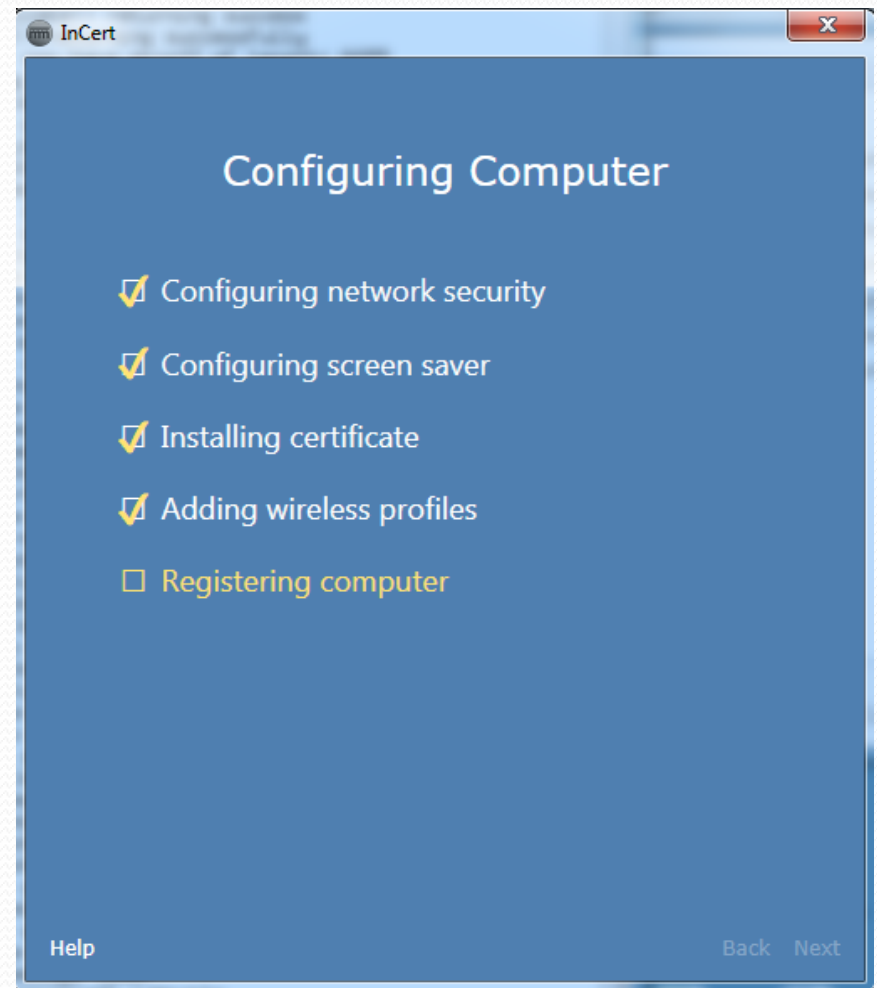 InCert
Configuring Computer
Configuring network security
Configuring screen saver
Installing certificate
Adding wireless profiles
Registering computer
Help
Back Next